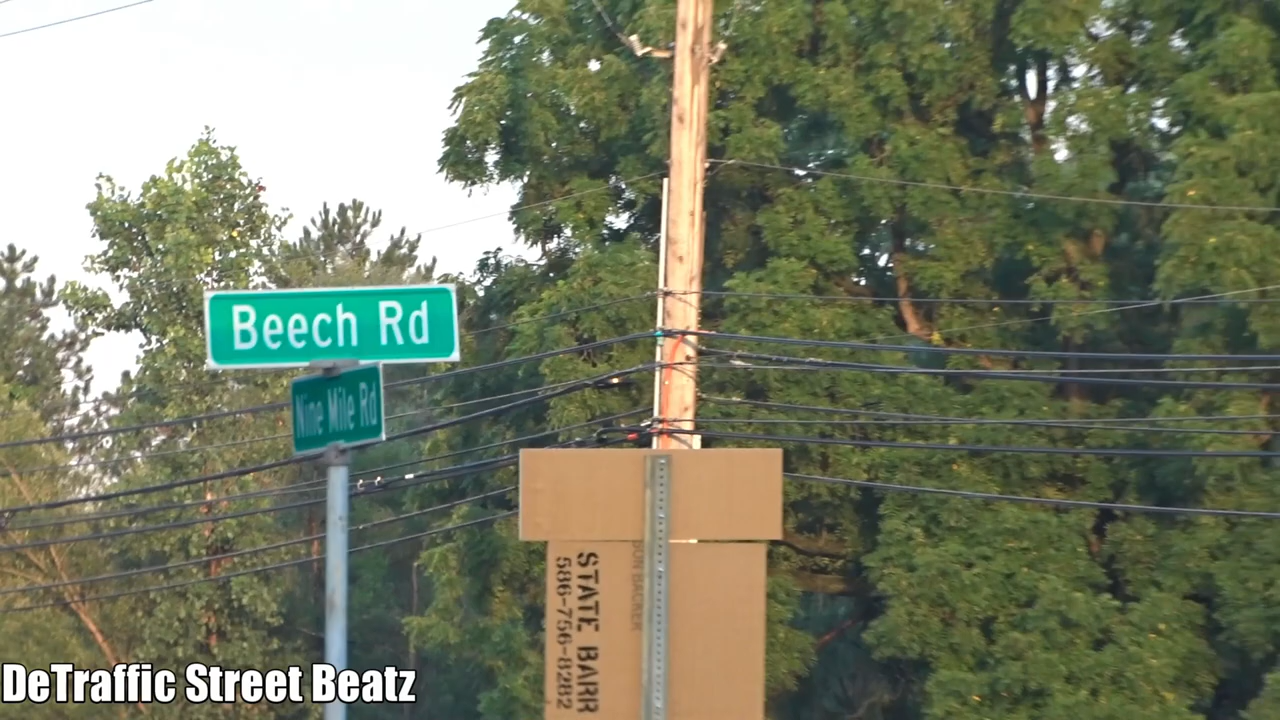 Beech Rd
Nine Mile Rd
STATE BARR
586-756-8282
DeTraffic Street Beatz